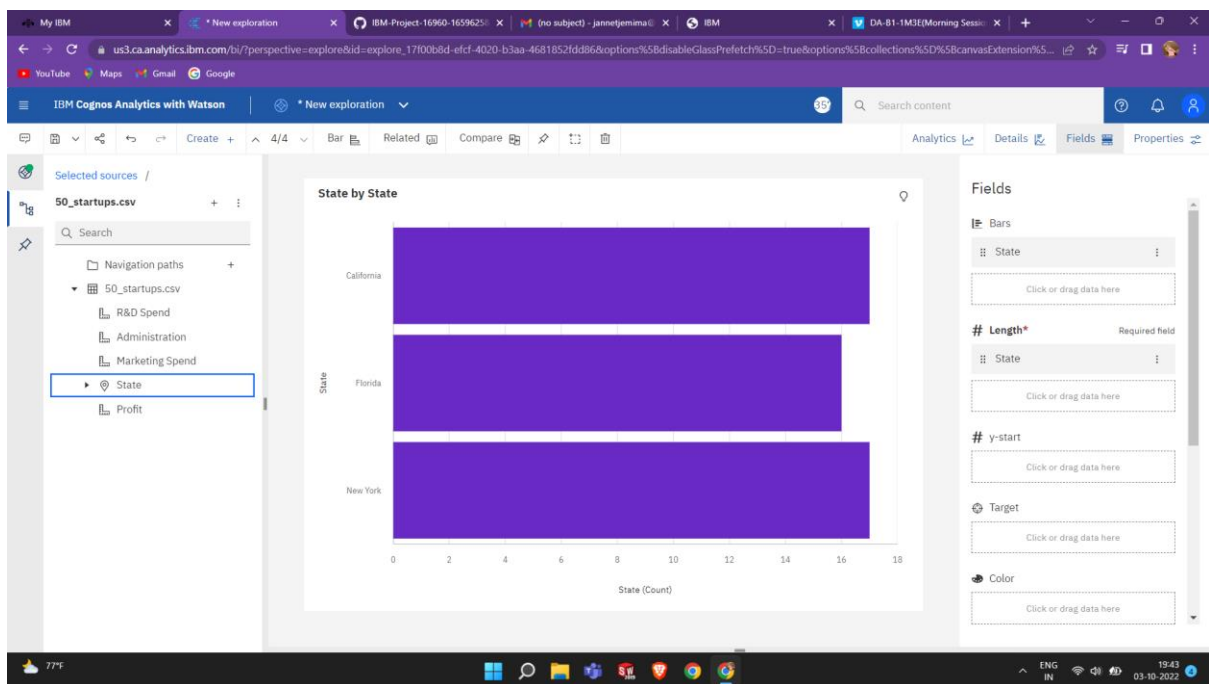 My IBM
* New exploration
IBM-Project-16960-1659625
(no subject) - jannetjemima@
IBM
DA-B1-1M3E(Morning Sessio
us3.ca.analytics.ibm.com/bi/?perspective=explore&id=explore_17f00b8d-efcf-4020-b3aa-4681852fdd86&options%5BdisableGlassPrefetch%5D=true&options%5Bcollections%5D%5BcanvasExtension%5...
YouTube Maps Gmail Google
IBM Cognos Analytics with Watson
* New exploration
Search content
Create + 4/4 Bar Related Compare
Analytics Details Fields Properties
Selected sources /
50_startups.csv
Search
Navigation paths +
50_startups.csv
R&D Spend
Administration
Marketing Spend
State
Profit
State by State
California
Florida
New York
State
0 2 4 6 8 10 12 14 16 18
State (Count)
Fields
Bars
State
Click or drag data here
# Length* Required field
State
Click or drag data here
# y-start
Click or drag data here
Target
Click or drag data here
Color
Click or drag data here
77°F
ENG
IN
19:43
03-10-2022
4